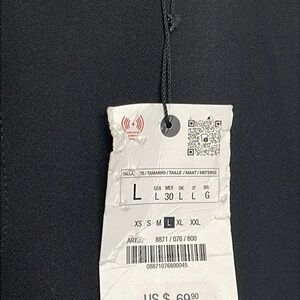 TALLA
L
USA MEX UK IT BR
L 30 L L G
XS S M L XL XXL
ART. 8871 / 076 / 800
08871076800045
US $ 69.90